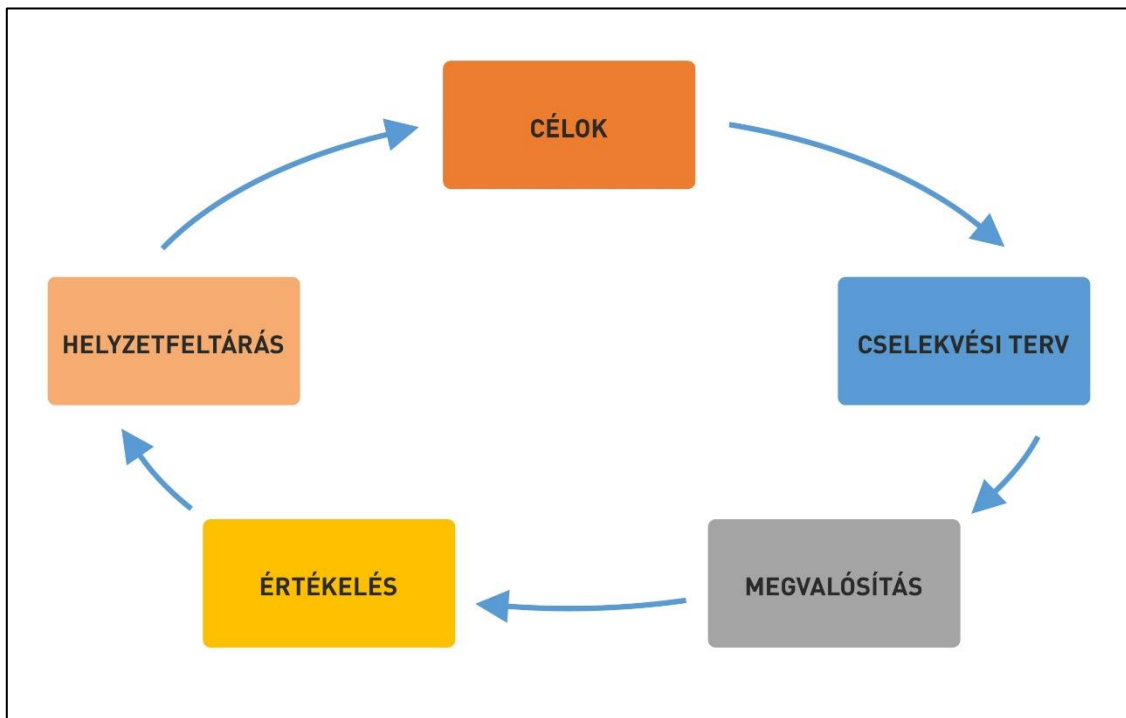 CÉLOK
HELYZETFELTÁRÁS
CSELEKVÉSI TERV
ÉRTÉKELÉS
MEGVALÓSÍTÁS